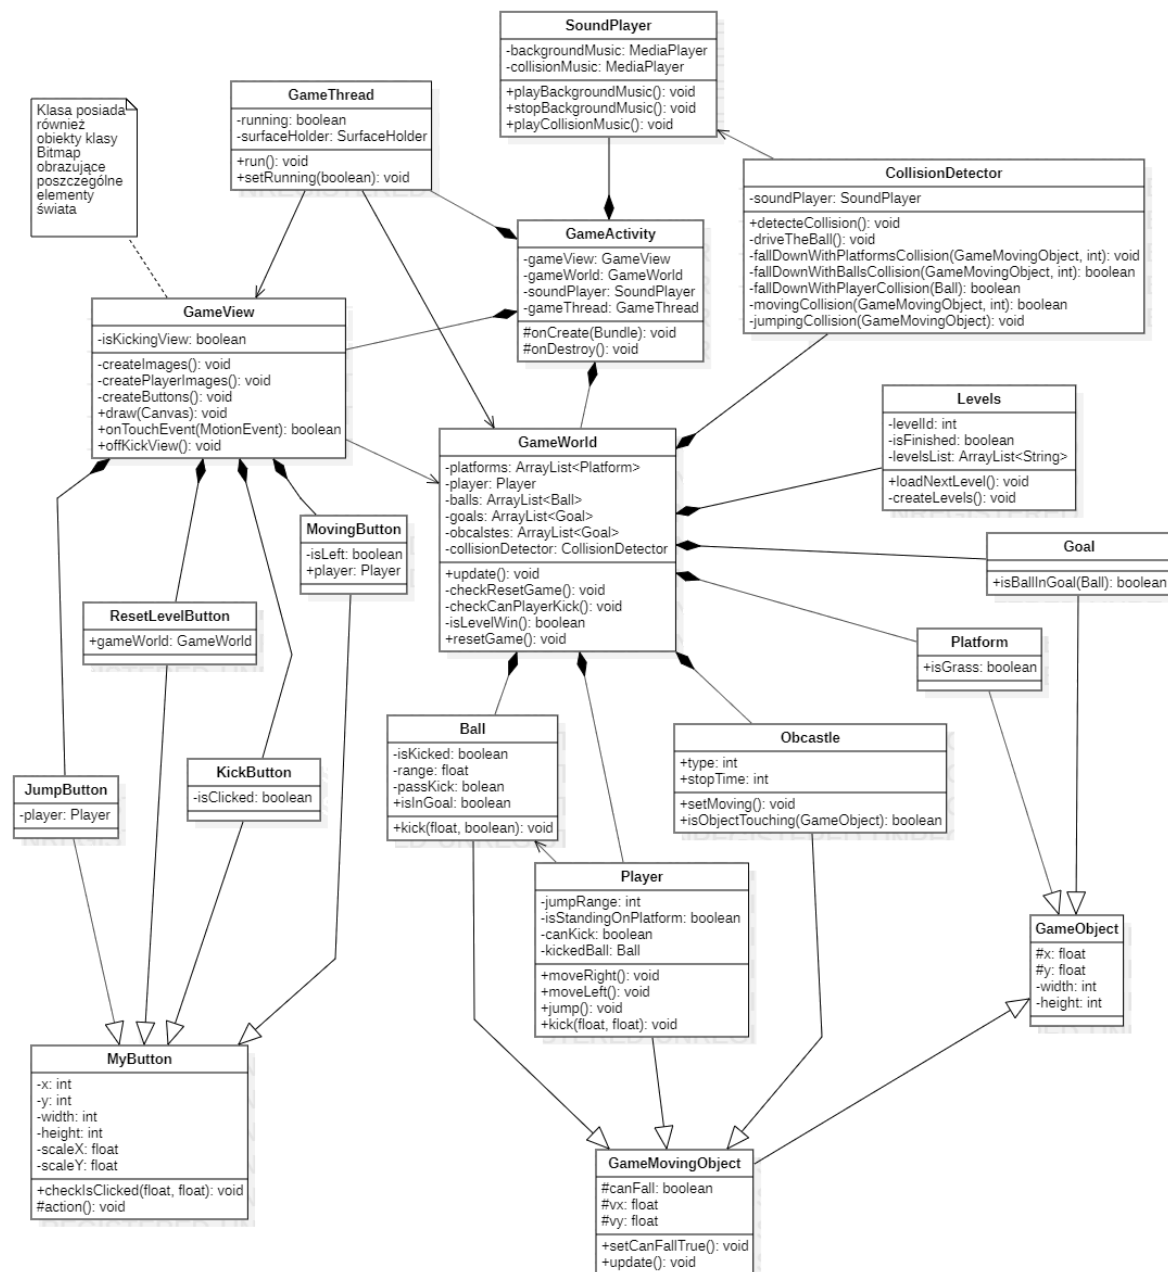 SoundPlayer
-backgroundMusic: MediaPlayer
-collisionMusic: MediaPlayer
+playBackgroundMusic(): void
+stopBackgroundMusic(): void
+playCollisionMusic(): void
GameThread
-running: boolean
-surfaceHolder: SurfaceHolder
+run(): void
+setRunning(boolean): void
Klasa posiada
również
obiekty klasy
Bitmap
obrazujące
poszczególne
elementy
świata
CollisionDetector
-soundPlayer: SoundPlayer
+detecteCollision(): void
-driveTheBall(): void
-fallDownWithPlatformsCollision(GameMovingObject, int): void
-fallDownWithBallsCollision(GameMovingObject, int): boolean
-fallDownWithPlayerCollision(Ball): boolean
-movingCollision(GameMovingObject, int): boolean
-jumpingCollision(GameMovingObject): void
GameActivity
-gameView: GameView
-gameWorld: GameWorld
-soundPlayer: SoundPlayer
-gameThread: GameThread
#onCreate(Bundle): void
#onDestroy(): void
GameView
-isKickingView: boolean
-createImages(): void
-createPlayerImages(): void
-createButtons(): void
+draw(Canvas): void
+onTouchEvent(MotionEvent): boolean
+offKickView(): void
Levels
-levelId: int
-isFinished: boolean
-levelsList: ArrayList<String>
+loadNextLevel(): void
-createLevels(): void
GameWorld
-platforms: ArrayList<Platform>
-player: Player
-balls: ArrayList<Ball>
-goals: ArrayList<Goal>
-obcalstes: ArrayList<Goal>
-collisionDetector: CollisionDetector
+update(): void
-checkResetGame(): void
-checkCanPlayerKick(): void
-isLevelWin(): boolean
+resetGame(): void
MovingButton
-isLeft: boolean
+player: Player
Goal
+isBallInGoal(Ball): boolean
ResetLevelButton
+gameWorld: GameWorld
Platform
+isGrass: boolean
Ball
-isKicked: boolean
-range: float
-passKick: bolean
+isInGoal: boolean
+kick(float, boolean): void
Obcastle
+type: int
+stopTime: int
+setMoving(): void
+isObjectTouching(GameObject): boolean
JumpButton
-player: Player
KickButton
-isClicked: boolean
Player
-jumpRange: int
-isStandingOnPlatform: boolean
-canKick: boolean
-kickedBall: Ball
+moveRight(): void
+moveLeft(): void
+jump(): void
+kick(float, float): void
GameObject
#x: float
#y: float
-width: int
-height: int
MyButton
-x: int
-y: int
-width: int
-height: int
-scaleX: float
-scaleY: float
+checkIsClicked(float, float): void
#action(): void
GameMovingObject
#canFall: boolean
#vx: float
#vy: float
+setCanFallTrue(): void
+update(): void